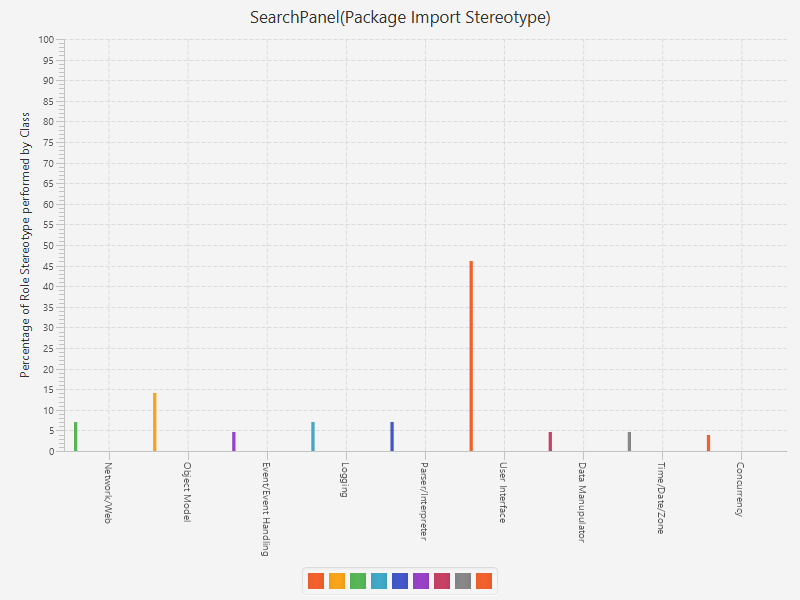 SearchPanel(Package Import Stereotype)
Percentage of Role Stereotype performed by Class
100
95
90
85
80
75
70
65
60
55
50
45
40
35
30
25
20
15
10
5
0
Network/Web
Object Model
Event/Event Handling
Logging
Parser/Interpreter
User Interface
Data Manupulator
Time/Date/Zone
Concurrency